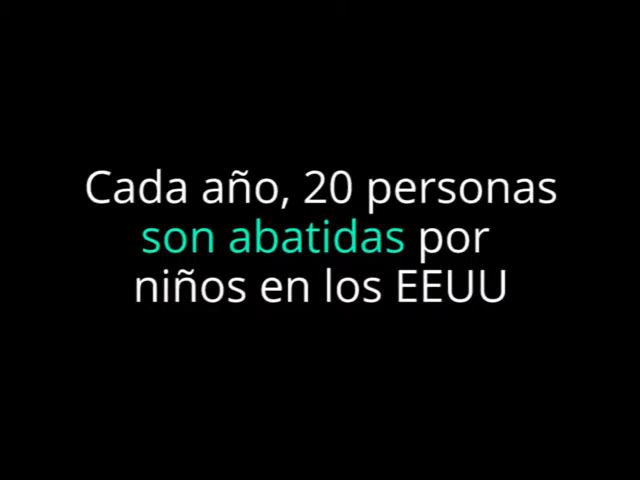 Cada año, 20 personas
son abatidas por
niños en los EEUU